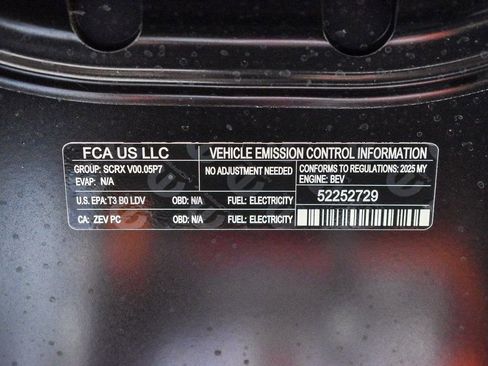 FCA US LLC
VEHICLE EMISSION CONTROL INFORMATION
GROUP: SCRX V00.05P7
EVAP: N/A
NO ADJUSTMENT NEEDED
CONFORMS TO REGULATIONS: 2025 MY
ENGINE: BEV
U.S. EPA: T3 B0 LDV
OBD: N/A
FUEL: ELECTRICITY
52252729
CA: ZEV PC
OBD: N/A
FUEL: ELECTRICITY